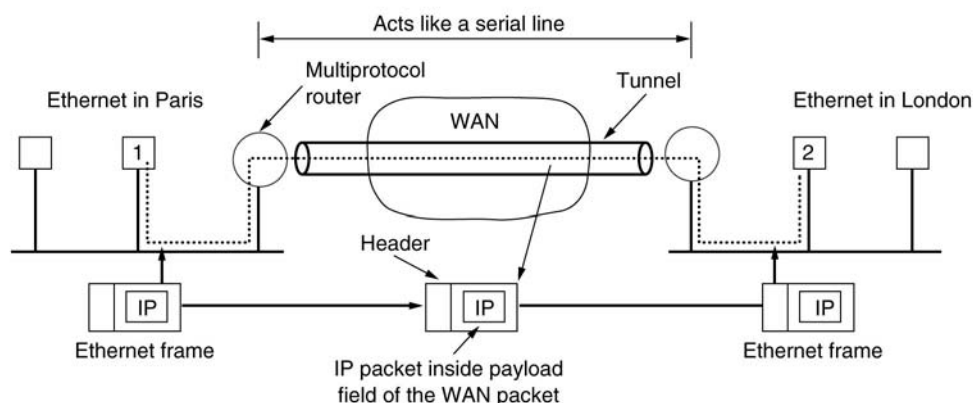 Acts like a serial line
Multiprotocol
router
Tunnel
Ethernet in Paris
Ethernet in London
WAN
1
2
Header
IP
IP
IP
Ethernet frame
Ethernet frame
IP packet inside payload
field of the WAN packet